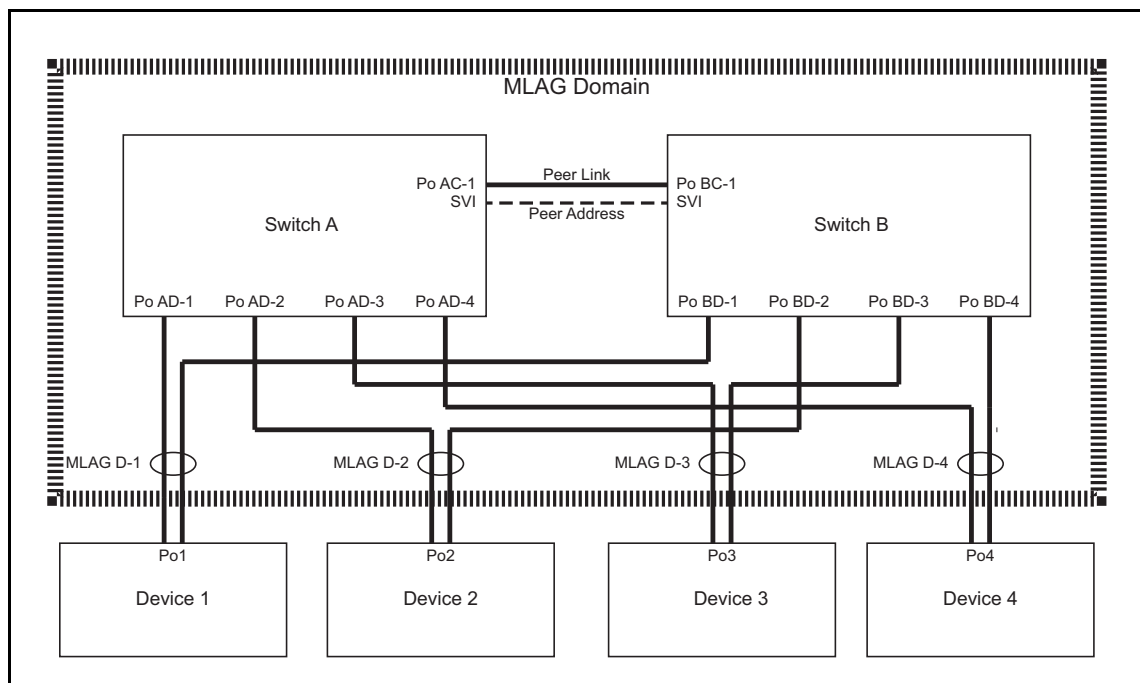 MLAG Domain
Po AC-1
Peer Link
Po BC-1
SVI
Peer Address
SVI
Switch A
Switch B
Po AD-1
Po AD-2
Po AD-3
Po AD-4
Po BD-1
Po BD-2
Po BD-3
Po BD-4
MLAG D-1
MLAG D-2
MLAG D-3
MLAG D-4
Po1
Po2
Po3
Po4
Device 1
Device 2
Device 3
Device 4